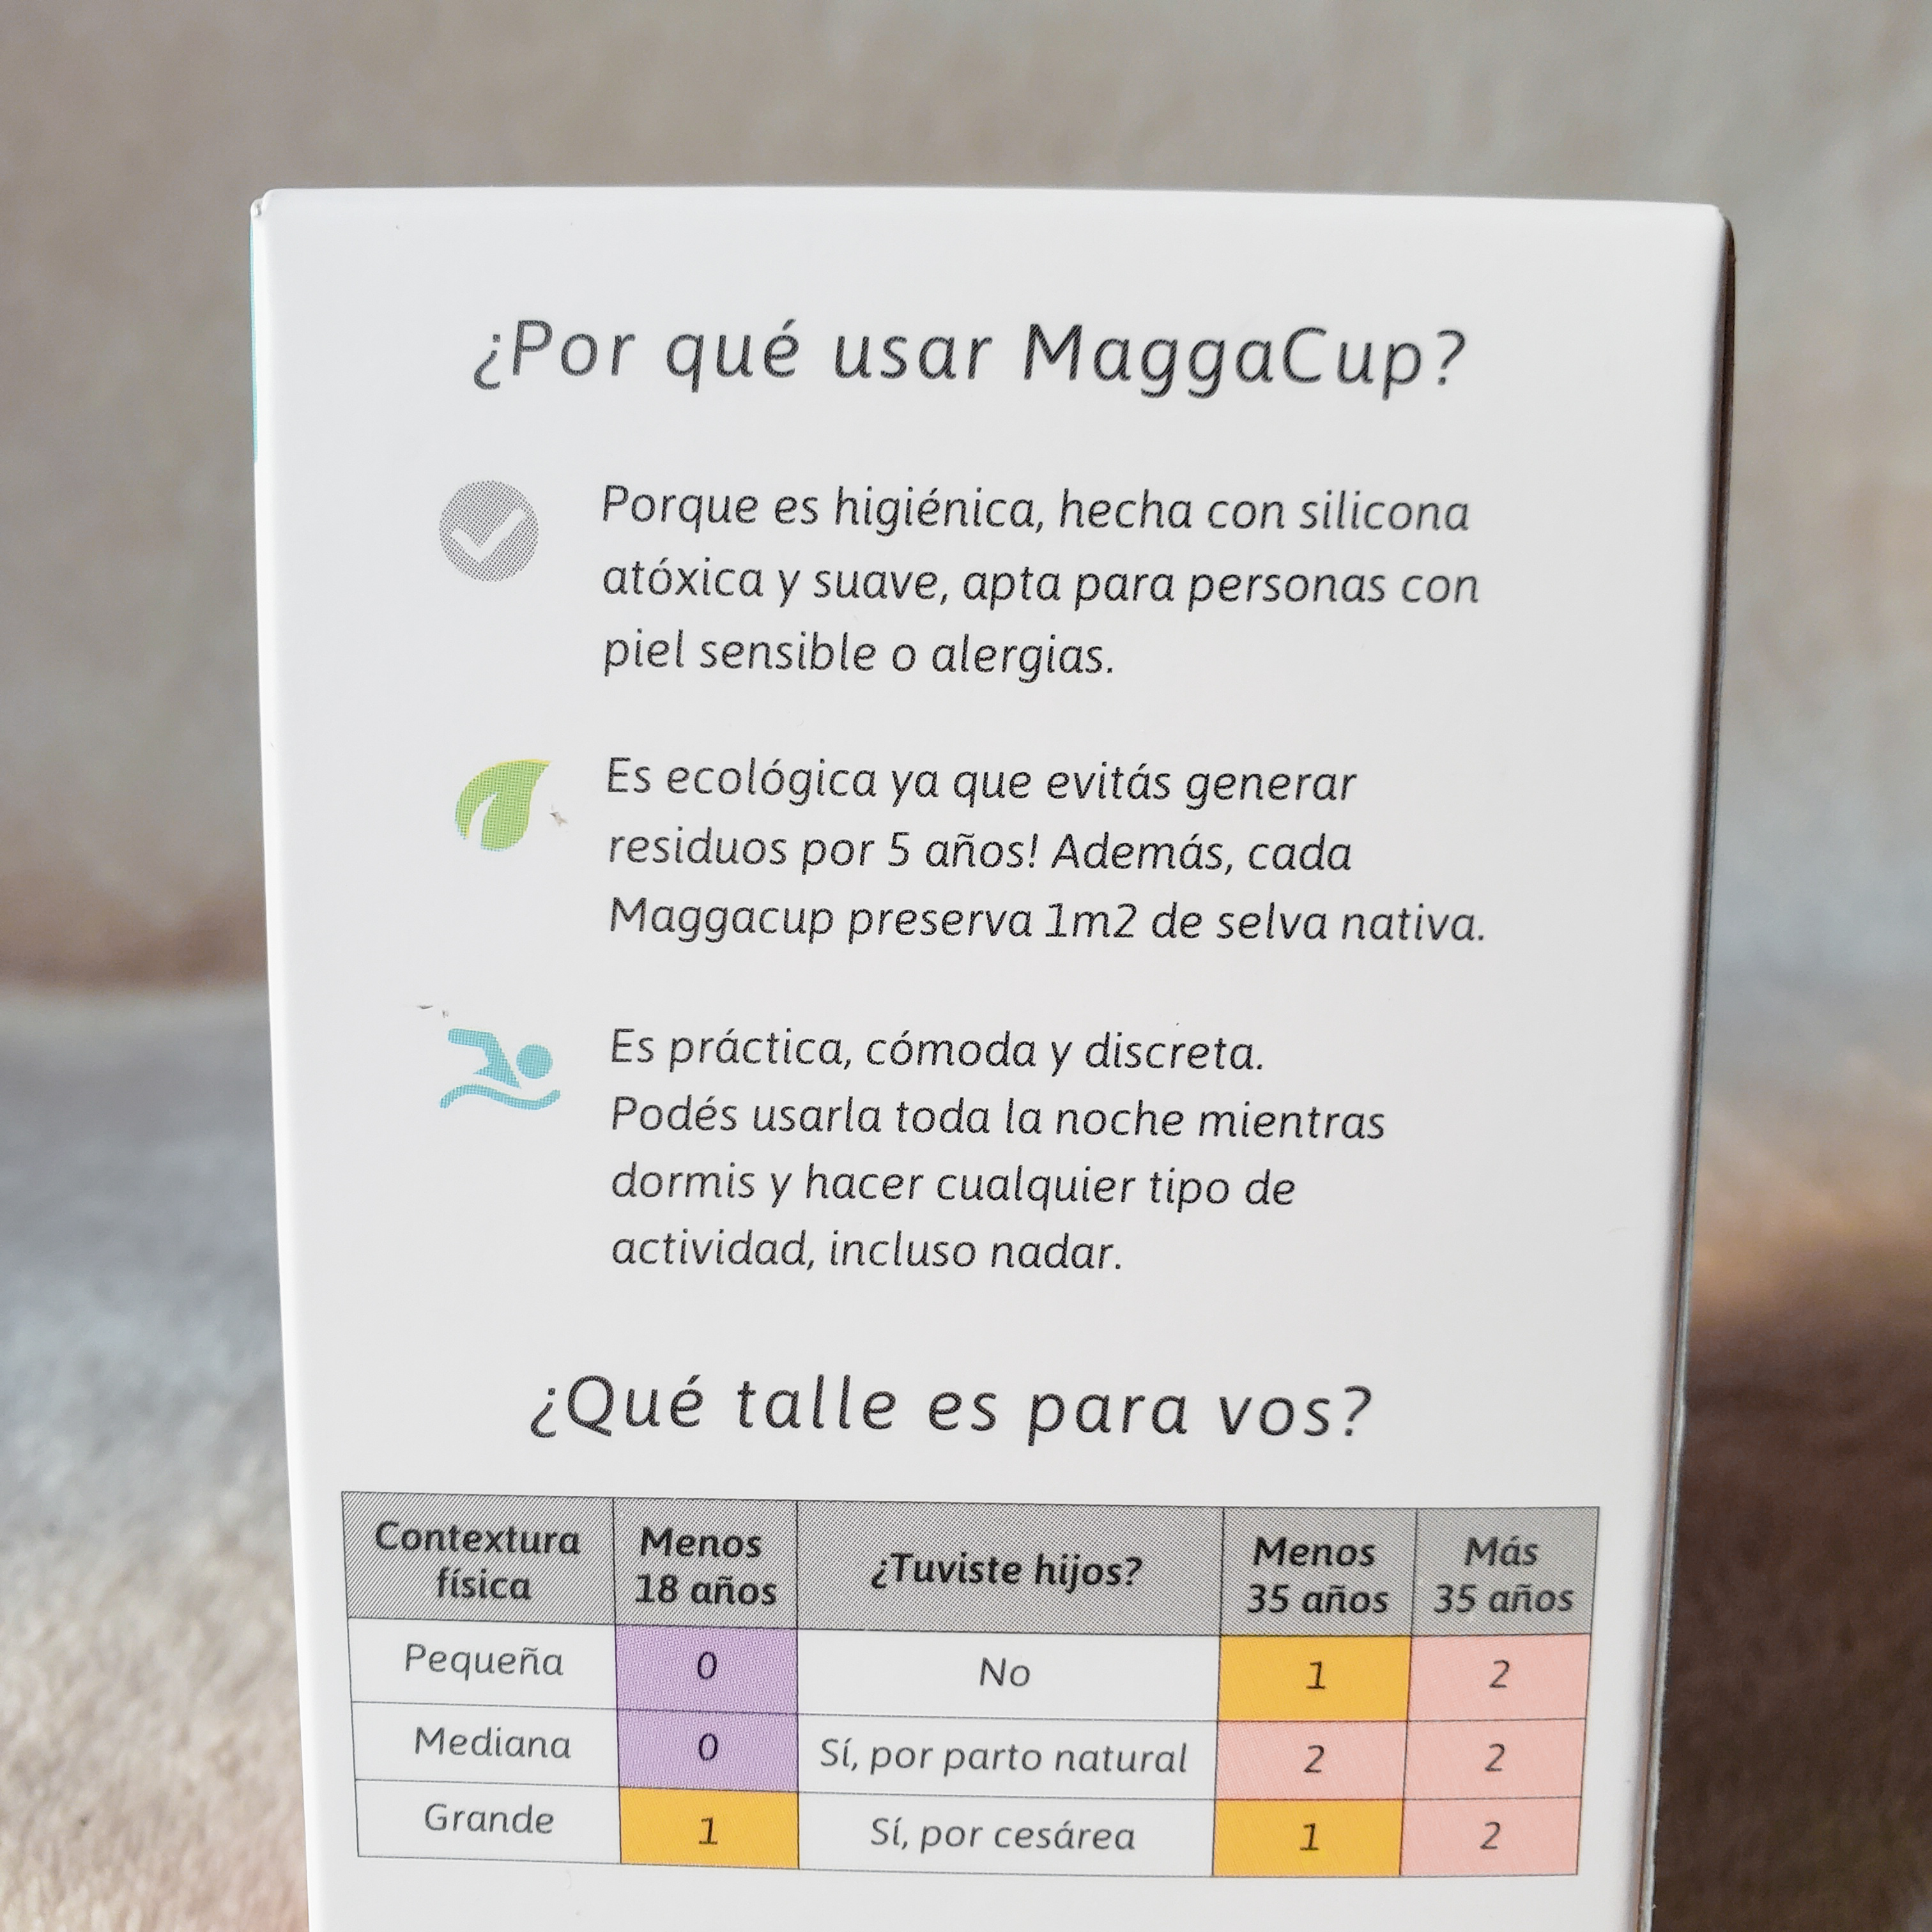 ¿Por qué usar MaggaCup?
Porque es higiénica, hecha con silicona
atóxica y suave, apta para personas con
piel sensible o alergias.
Es ecológica ya que evitás generar
residuos por 5 años! Además, cada
Maggacup preserva 1m2 de selva nativa.
Es práctica, cómoda y discreta.
Podés usarla toda la noche mientras
dormis y hacer cualquier tipo de
actividad, incluso nadar.
¿Qué talle es para vos?
Contextura física Menos 18 años ¿Tuviste hijos? Menos 35 años Más 35 años
Pequeña 0 No 1 2
Mediana 0 Sí, por parto natural 2 2
Grande 1 Sí, por cesárea 1 2